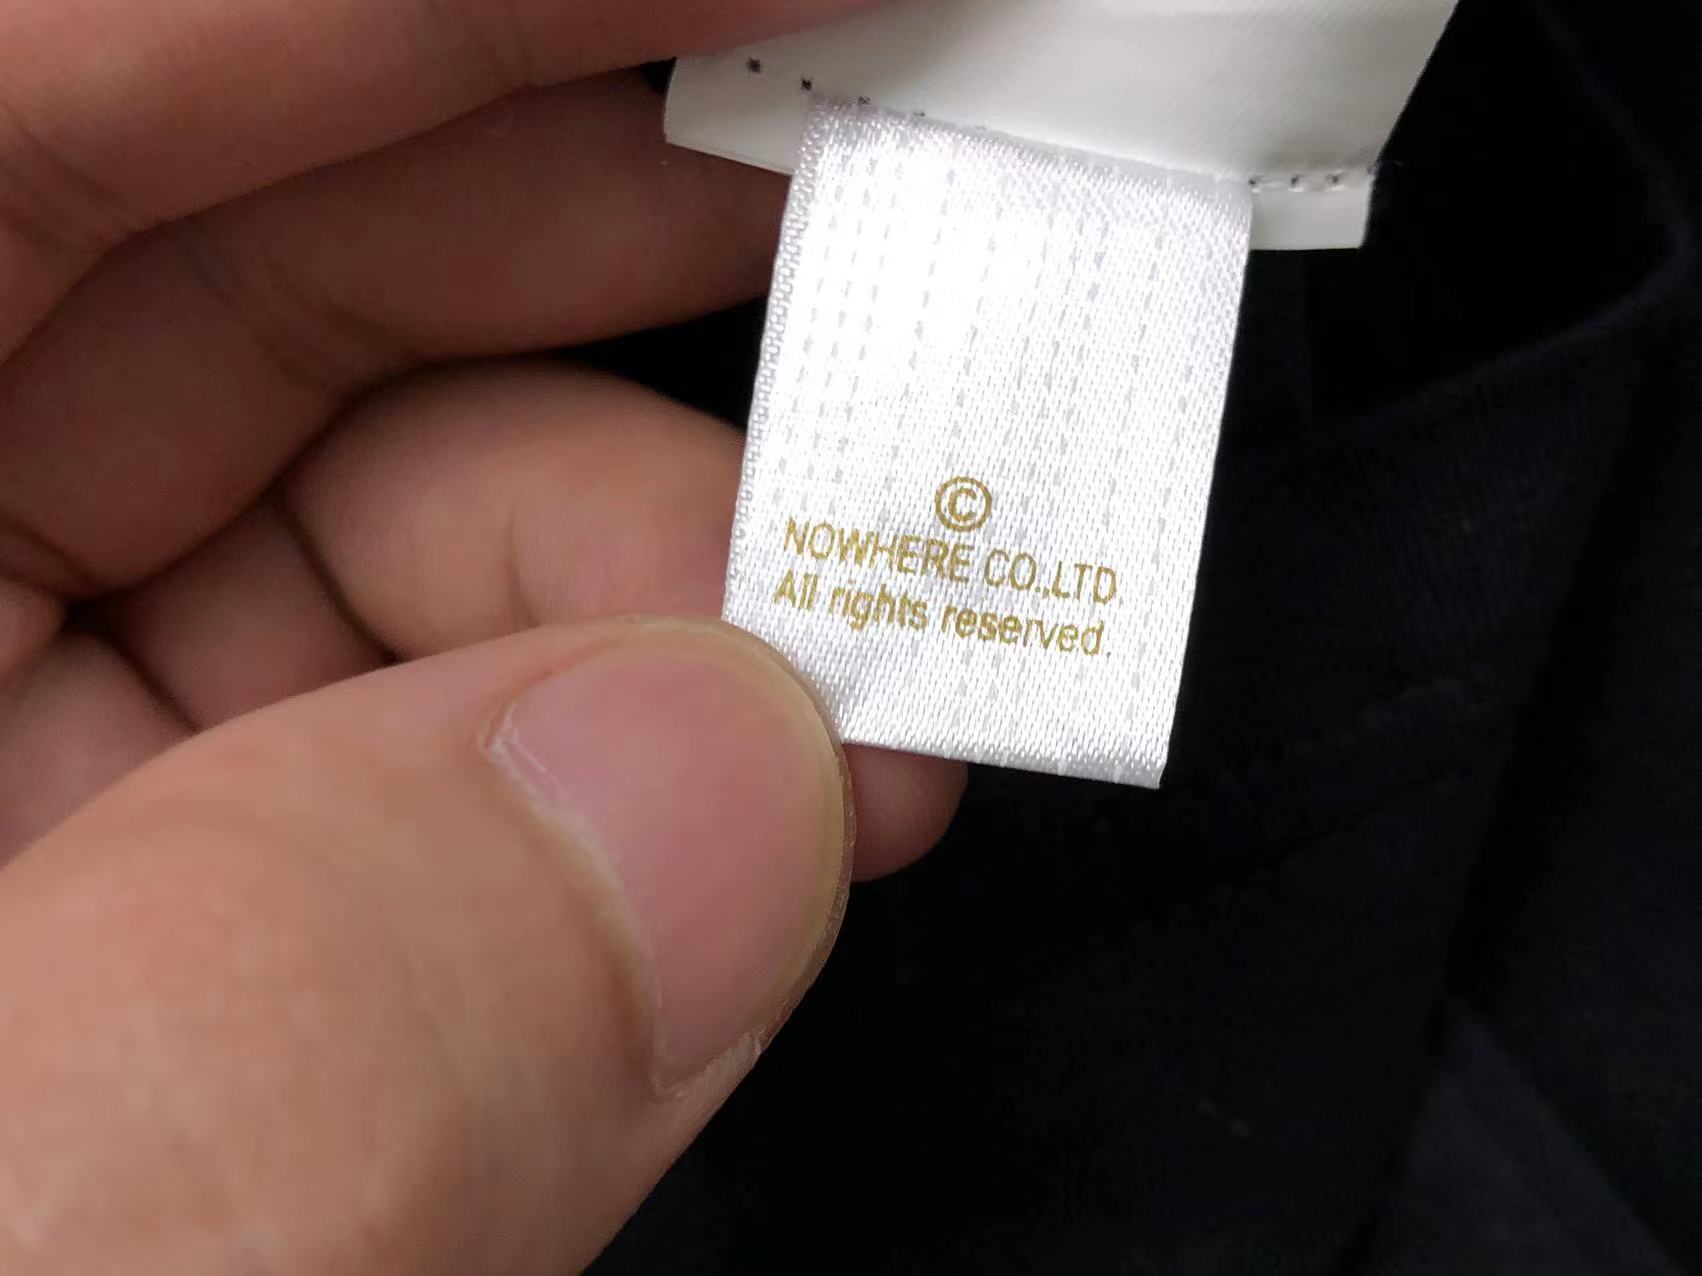 ©
NOWHERE CO.,LTD.
All rights reserved.